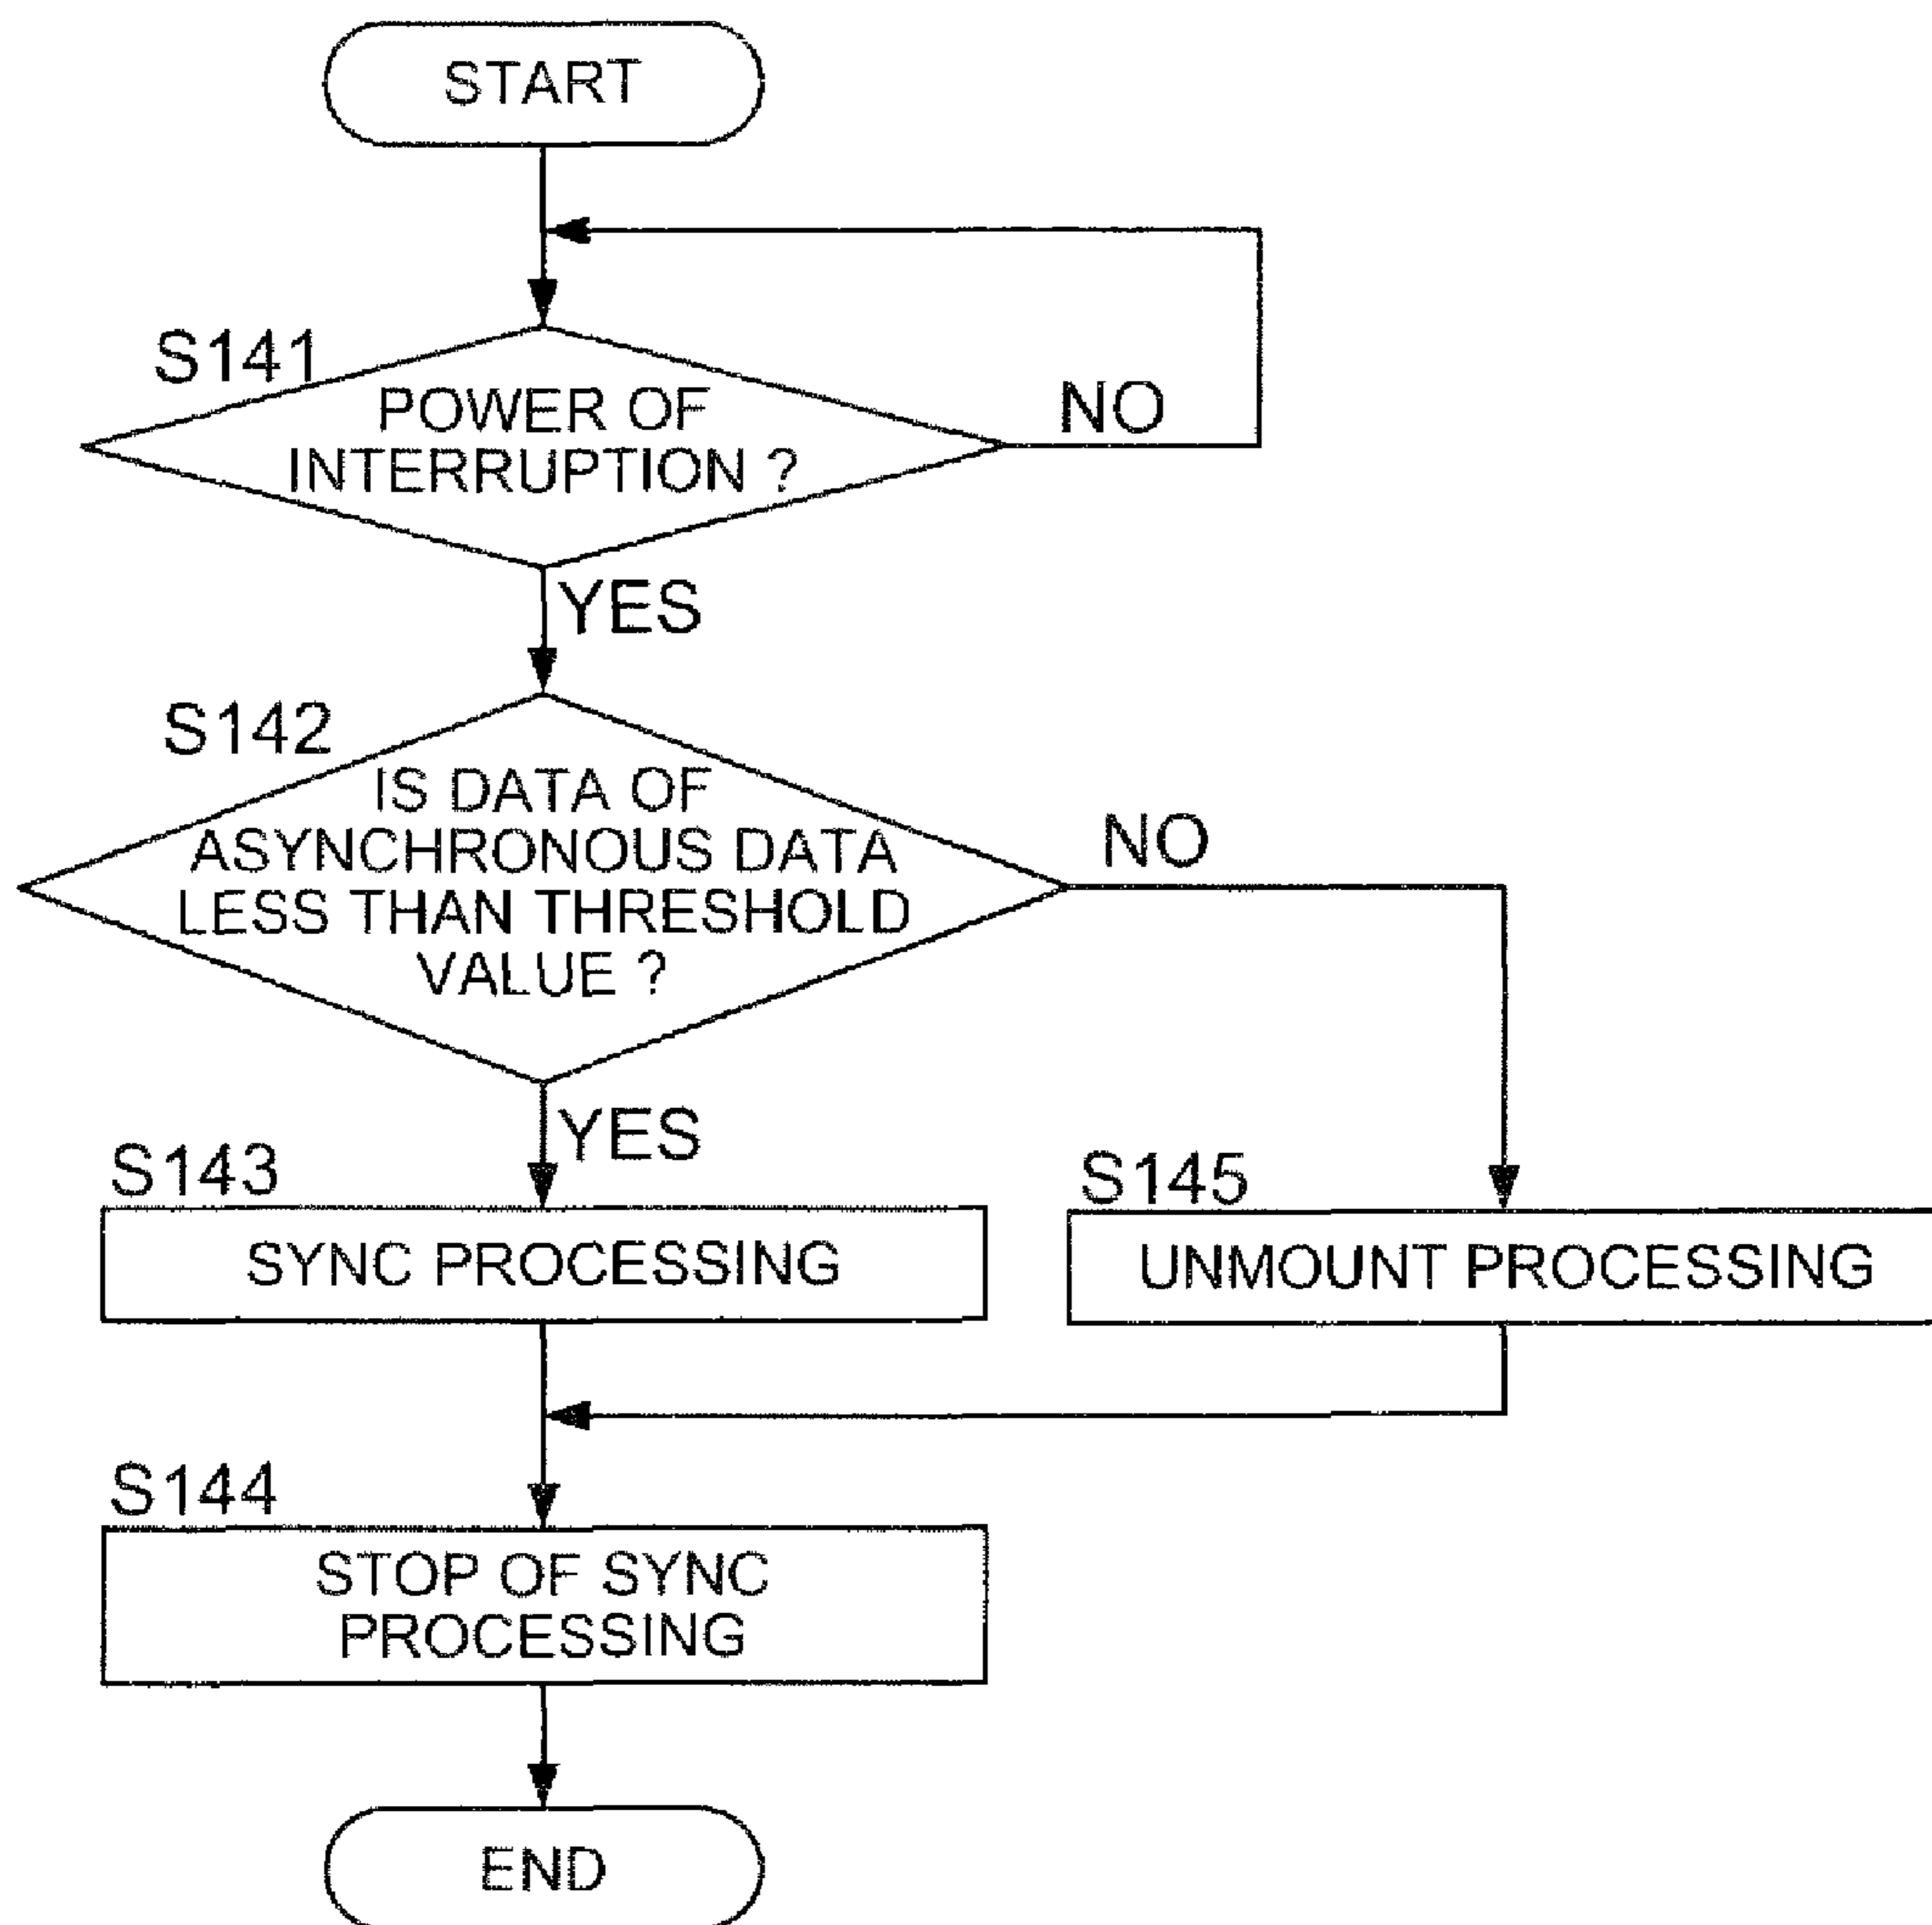 START
S141
POWER OF
INTERRUPTION ?
NO
YES
S142
IS DATA OF
ASYNCHRONOUS DATA
LESS THAN THRESHOLD
VALUE ?
NO
YES
S143
SYNC PROCESSING
S145
UNMOUNT PROCESSING
S144
STOP OF SYNC
PROCESSING
END